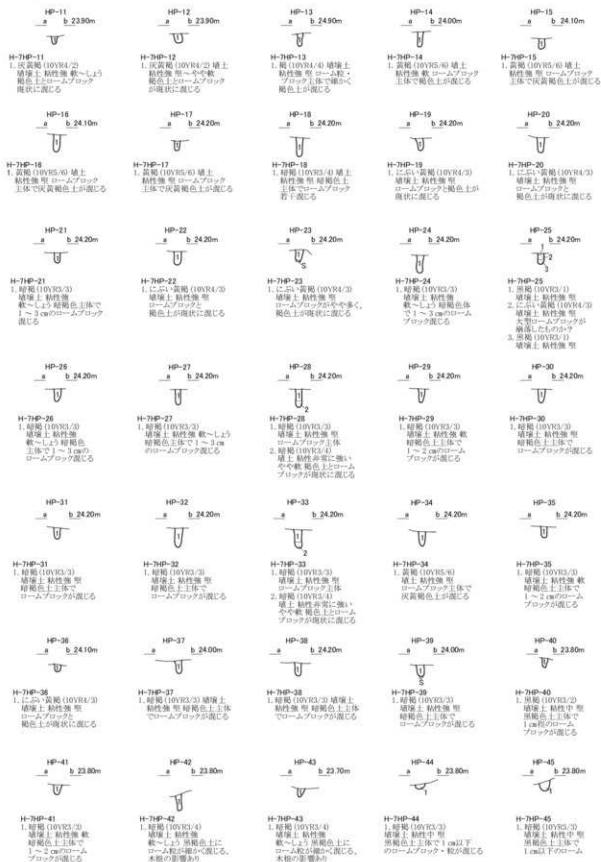 HP-11
a b 23.90m
H-7HP-11
1. 灰黄褐(10YR4/2)
埴壌土 粘性強 軟～しょう
褐色土とロームブロック
斑状に混じる
HP-12
a b 23.90m
H-7HP-12
1. 灰黄褐(10YR4/2) 埴土
粘性強 堅～やや軟
褐色土とロームブロック
が斑状に混じる
HP-13
a b 24.90m
H-7HP-13
1. 褐(10YR4/4) 埴壌土
粘性強 堅 ローム粒・
ブロック主体で細かく
褐色土が混じる
HP-14
a b 24.00m
H-7HP-14
1. 黄褐(10YR5/6) 埴土
粘性強 軟 ロームブロック
主体で褐色土が混じる
HP-15
a b 24.10m
H-7HP-15
1. 黄褐(10YR5/6) 埴土
粘性強 堅 ロームブロック
主体で灰黄褐色土が混じる
HP-16
a b 24.10m
1
H-7HP-16
1. 黄褐(10YR5/6) 埴土
粘性強 堅 ロームブロック
主体で灰黄褐色土が混じる
HP-17
a b 24.20m
H-7HP-17
1. 黄褐(10YR5/6) 埴土
粘性強 堅 ロームブロック
主体で灰黄褐色土が混じる
HP-18
a b 24.20m
1
H-7HP-18
1. 暗褐(10YR3/4) 埴土
粘性強 堅 暗褐色土
主体でロームブロック
若干混じる
HP-19
a b 24.20m
H-7HP-19
1. にぶい黄褐(10YR4/3)
埴壌土 粘性強 堅
ロームブロックと褐色土が
斑状に混じる
HP-20
a b 24.20m
1
H-7HP-20
1. にぶい黄褐(10YR4/3)
埴壌土 粘性強 堅
ロームブロックと
褐色土が斑状に混じる
HP-21
a b 24.20m
H-7HP-21
1. 暗褐(10YR3/3)
埴壌土 粘性強
軟～しょう 暗褐色土主体で
1～3㎝のロームブロック
混じる
HP-22
a b 24.20m
1
H-7HP-22
1. にぶい黄褐(10YR4/3)
埴壌土 粘性強 堅
ロームブロックと
褐色土が斑状に混じる
HP-23
a b 24.20m
1
S
H-7HP-23
1. にぶい黄褐(10YR4/3)
埴壌土 粘性強 堅
ロームブロックがやや多く、
褐色土が斑状に混じる
HP-24
a b 24.20m
1
H-7HP-24
1. 暗褐(10YR3/3)
埴壌土 粘性強
軟～しょう 暗褐色体
で1～3㎝のローム
ブロック混じる
HP-25
a b 24.20m
1
2
3
H-7HP-25
1. 黒褐(10YR3/1)
埴壌土 粘性強 堅
2. にぶい黄褐(10YR4/3)
埴壌土 粘性強 堅
大型ロームブロックが
崩落したものか？
3. 黒褐(10YR3/1)
埴壌土 粘性強 堅
HP-26
a b 24.20m
1
H-7HP-26
1. 暗褐(10YR3/3)
埴壌土 粘性強
軟～しょう 暗褐色
主体で1～3㎝の
ロームブロック混じる
HP-27
a b 24.20m
1
H-7HP-27
1. 暗褐(10YR3/3)
埴壌土 粘性強 軟～しょう
暗褐色土主体で1～3㎝
のロームブロック混じる
HP-28
a b 24.20m
1
2
H-7HP-28
1. 暗褐(10YR3/3)
埴壌土 粘性強 堅
ロームブロック主体
2. 暗褐(10YR3/4)
埴土 粘性非常に強い
やや軟 褐色土とローム
ブロックが斑状に混じる
HP-29
a b 24.20m
1
H-7HP-29
1. 暗褐(10YR3/3)
埴壌土 粘性強 軟
暗褐色土主体で
1～2㎝のローム
ブロックが混じる
HP-30
a b 24.20m
1
H-7HP-30
1. 暗褐(10YR3/3)
埴壌土 粘性強 堅
暗褐色土主体で
ロームブロックが混じる
HP-31
a b 24.20m
1
H-7HP-31
1. 暗褐(10YR3/3)
埴壌土 粘性強 堅
暗褐色土主体で
ロームブロックが混じる
HP-32
a b 24.20m
1
H-7HP-32
1. 暗褐(10YR3/3)
埴壌土 粘性強 堅
暗褐色土主体で
ロームブロックが混じる
HP-33
a b 24.20m
1
2
H-7HP-33
1. 暗褐(10YR3/3)
埴壌土 粘性強 堅
ロームブロック主体
2. 暗褐(10YR3/4)
埴土 粘性非常に強い
やや軟 暗褐色土とローム
ブロックが斑状に混じる
HP-34
a b 24.20m
1
H-7HP-34
1. 黄褐(10YR5/6)
埴壌土 粘性強 堅
ロームブロック主体で
灰黄褐色土が混じる
HP-35
a b 24.20m
1
H-7HP-35
1. 暗褐(10YR3/3)
埴壌土 粘性強 軟
暗褐色土主体で
1～2㎝のローム
ブロックが混じる
HP-36
a b 24.10m
H-7HP-36
1. にぶい黄褐(10YR4/3)
埴壌土 粘性強 堅
ロームブロックと
褐色土が斑状に混じる
HP-37
a b 24.00m
1
H-7HP-37
1. 暗褐(10YR3/3) 埴壌土
粘性強 堅 暗褐色土主体
でロームブロックが混じる
HP-38
a b 24.20m
1
H-7HP-38
1. 暗褐(10YR3/3) 埴壌土
粘性強 堅 暗褐色土主体
でロームブロックが混じる
HP-39
a b 24.00m
1
S
H-7HP-39
1. 暗褐(10YR3/3)
埴壌土 粘性強 堅
暗褐色土主体で
ロームブロックが混じる
HP-40
a b 23.80m
H-7HP-40
1. 黒褐(10YR3/2)
埴壌土 粘性中 堅
黒褐色土主体で
1㎝程のローム
ブロックが混じる
HP-41
a b 23.80m
H-7HP-41
1. 暗褐(10YR3/3)
埴壌土 粘性強 軟
暗褐色土主体で
1～2㎝のローム
ブロックが混じる
HP-42
a b 23.80m
1
H-7HP-42
1. 暗褐(10YR3/4)
埴壌土 粘性強
軟～しょう 黒褐色土に
ローム粒が細かく混じる、
木根の影響あり
HP-43
a b 23.70m
H-7HP-43
1. 暗褐(10YR3/4)
埴壌土 粘性強
軟～しょう 黒褐色土に
ローム粒が細かく混じる、
木根の影響あり
HP-44
a b 23.80m
1
H-7HP-44
1. 暗褐(10YR3/3)
埴壌土 粘性中 堅
黒褐色土主体で1㎝以下
のロームブロック・粒が混じる
HP-45
a b 23.80m
1
H-7HP-45
1. 暗褐(10YR3/3)
埴壌土 粘性中 堅
黒褐色土主体で
1㎝以下のローム